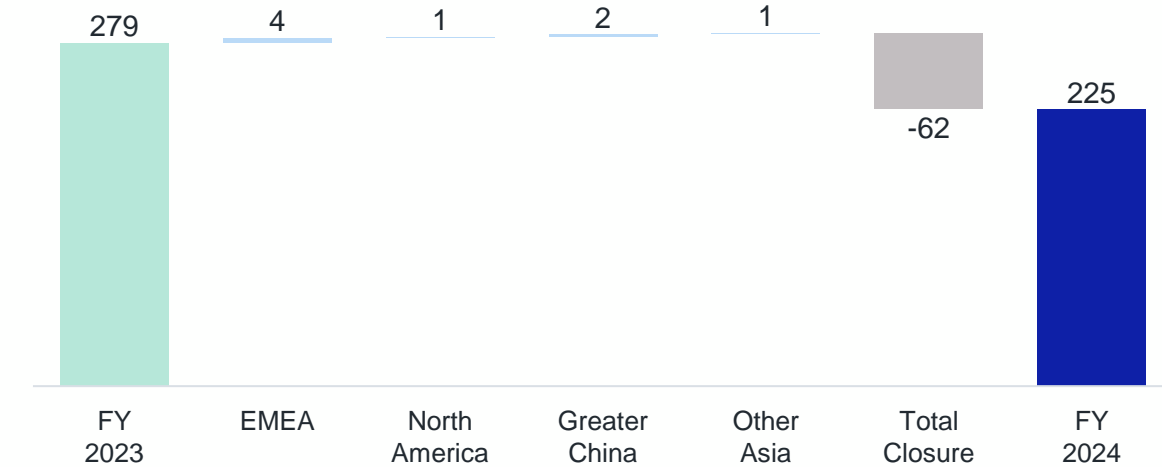 279
4
1
2
1
-62
225
FY
2023
EMEA
North
America
Greater
China
Other
Asia
Total
Closure
FY
2024